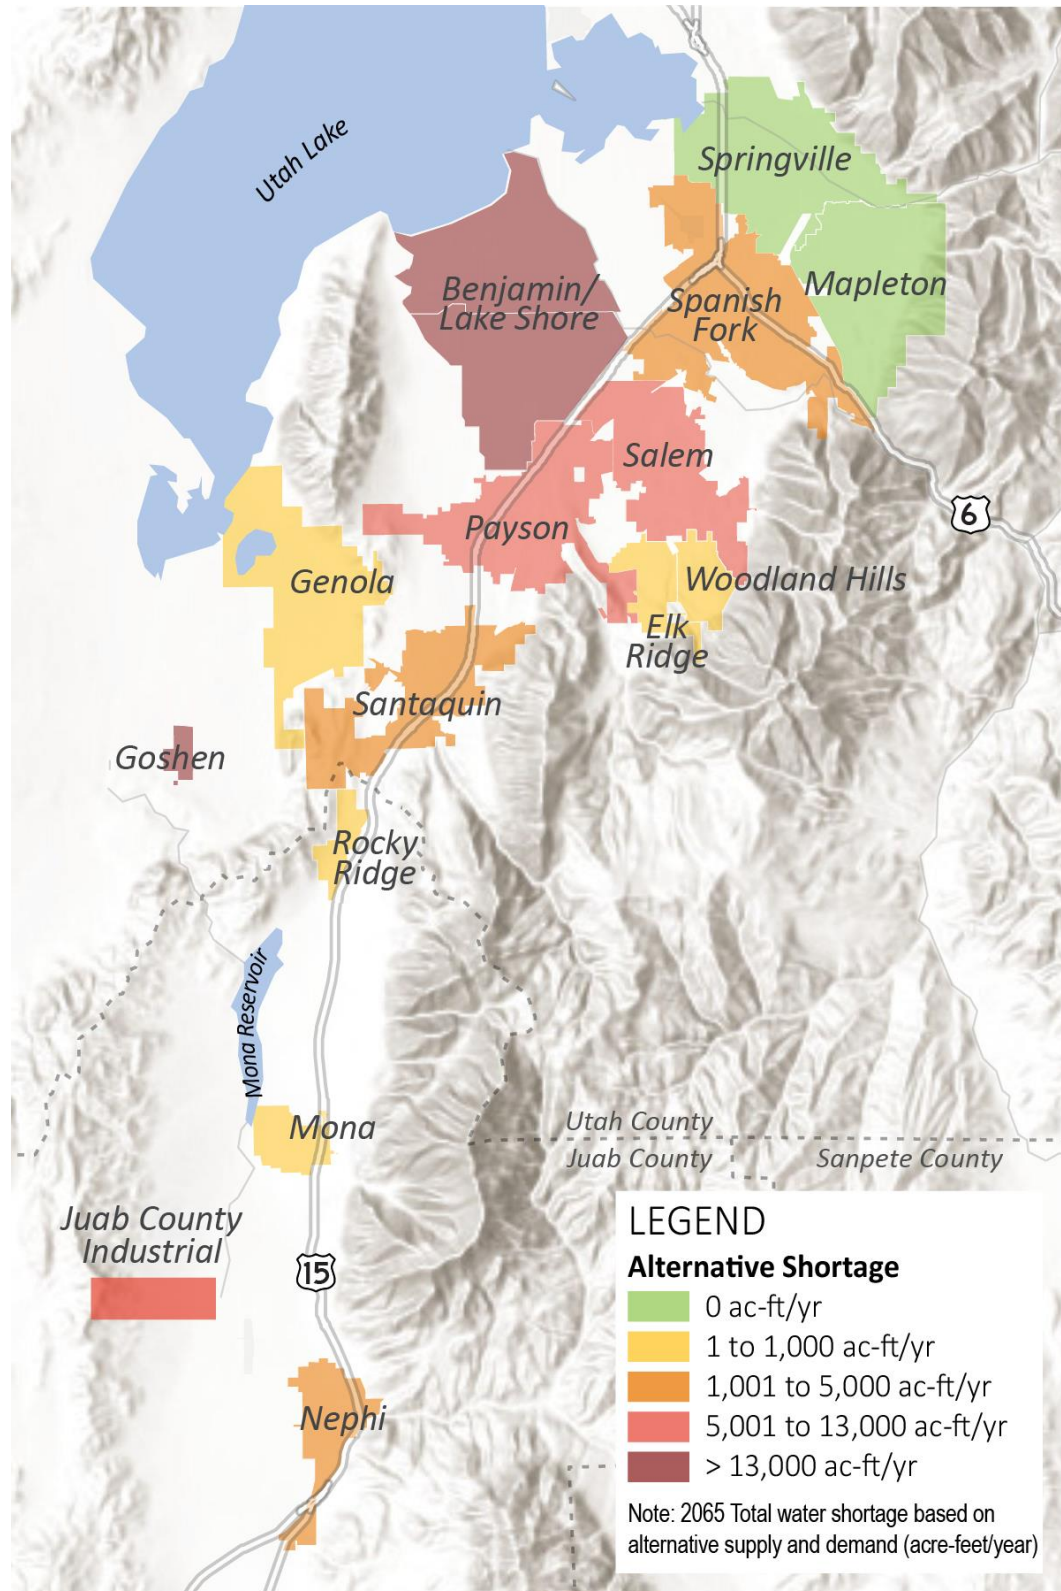 Utah Lake
Springville
Benjamin/
Lake Shore
Mapleton
Spanish
Fork
Salem
6
Payson
Genola
Woodland Hills
Elk
Ridge
Santaquin
Goshen
Rocky
Ridge
Mona Reservoir
Mona
Utah County
Juab County
Sanpete County
Juab County
Industrial
15
Nephi
LEGEND
Alternative Shortage
0 ac-ft/yr
1 to 1,000 ac-ft/yr
1,001 to 5,000 ac-ft/yr
5,001 to 13,000 ac-ft/yr
> 13,000 ac-ft/yr
Note: 2065 Total water shortage based on
alternative supply and demand (acre-feet/year)